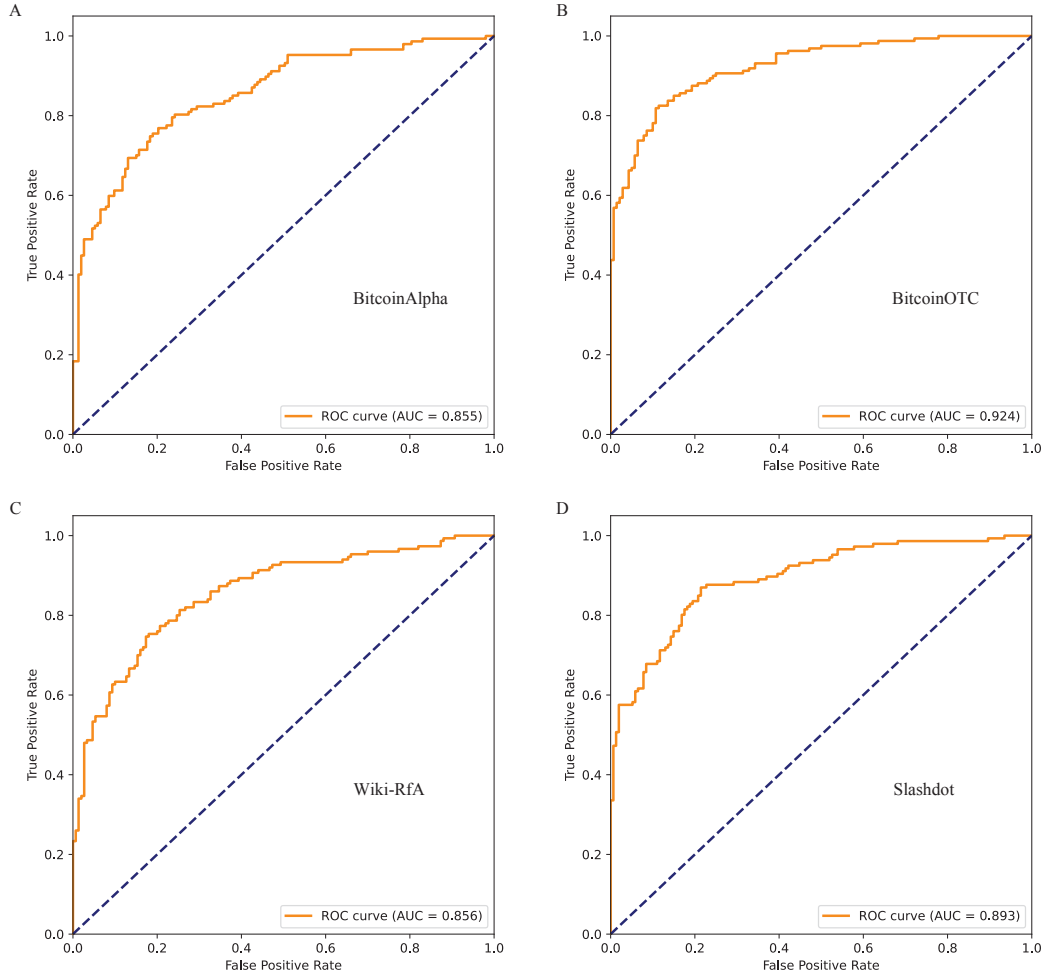 A
1.0
0.8
0.6
0.4
0.2
0.0
True Positive Rate
BitcoinAlpha
ROC curve (AUC = 0.855)
0.0 0.2 0.4 0.6 0.8 1.0
False Positive Rate
B
1.0
0.8
0.6
0.4
0.2
0.0
True Positive Rate
BitcoinOTC
ROC curve (AUC = 0.924)
0.0 0.2 0.4 0.6 0.8 1.0
False Positive Rate
C
1.0
0.8
0.6
0.4
0.2
0.0
True Positive Rate
Wiki-RfA
ROC curve (AUC = 0.856)
0.0 0.2 0.4 0.6 0.8 1.0
False Positive Rate
D
1.0
0.8
0.6
0.4
0.2
0.0
True Positive Rate
Slashdot
ROC curve (AUC = 0.893)
0.0 0.2 0.4 0.6 0.8 1.0
False Positive Rate